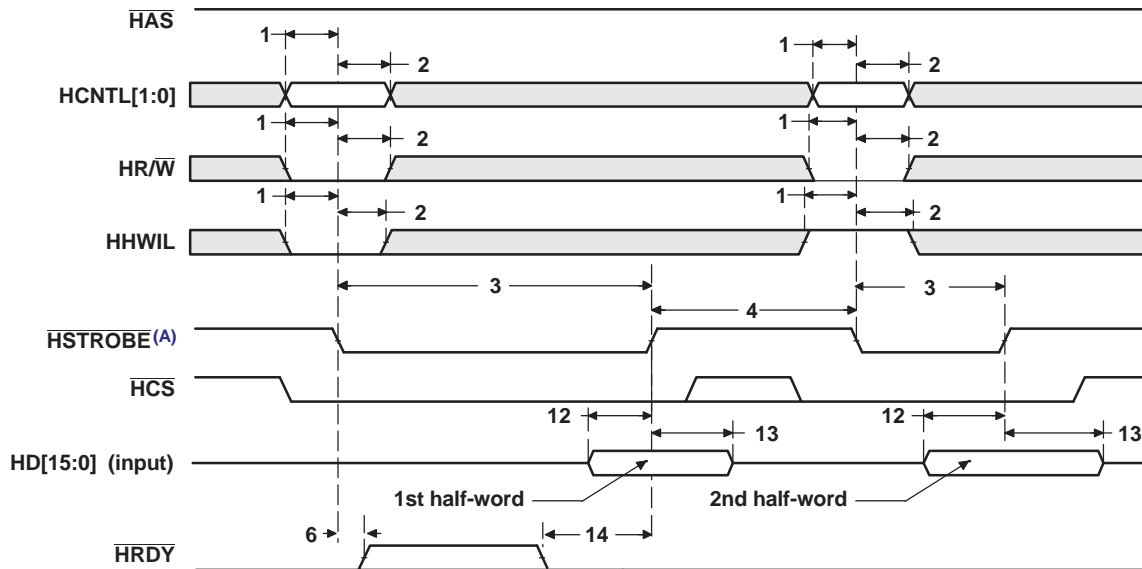 HAS
1 1
2 2
HCNTL[1:0]
1 1
2 2
HR/W
1 1
2 2
HHWIL
3 3
4
HSTROBE(A)
HCS
12 12
13 13
HD[15:0] (input)
1st half-word 2nd half-word
6 14
HRDY